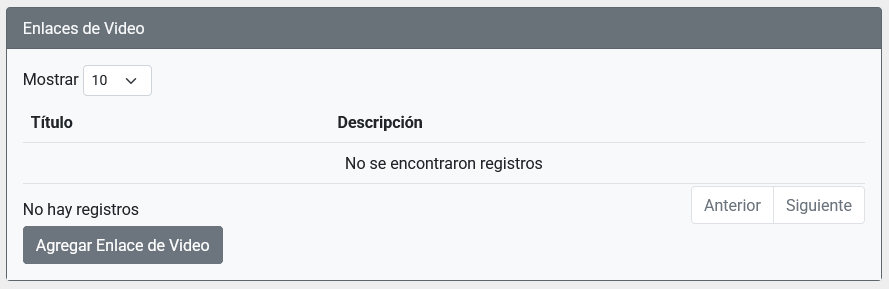 Enlaces de Video
Mostrar 10
Título Descripción
No se encontraron registros
No hay registros Anterior Siguiente
Agregar Enlace de Video